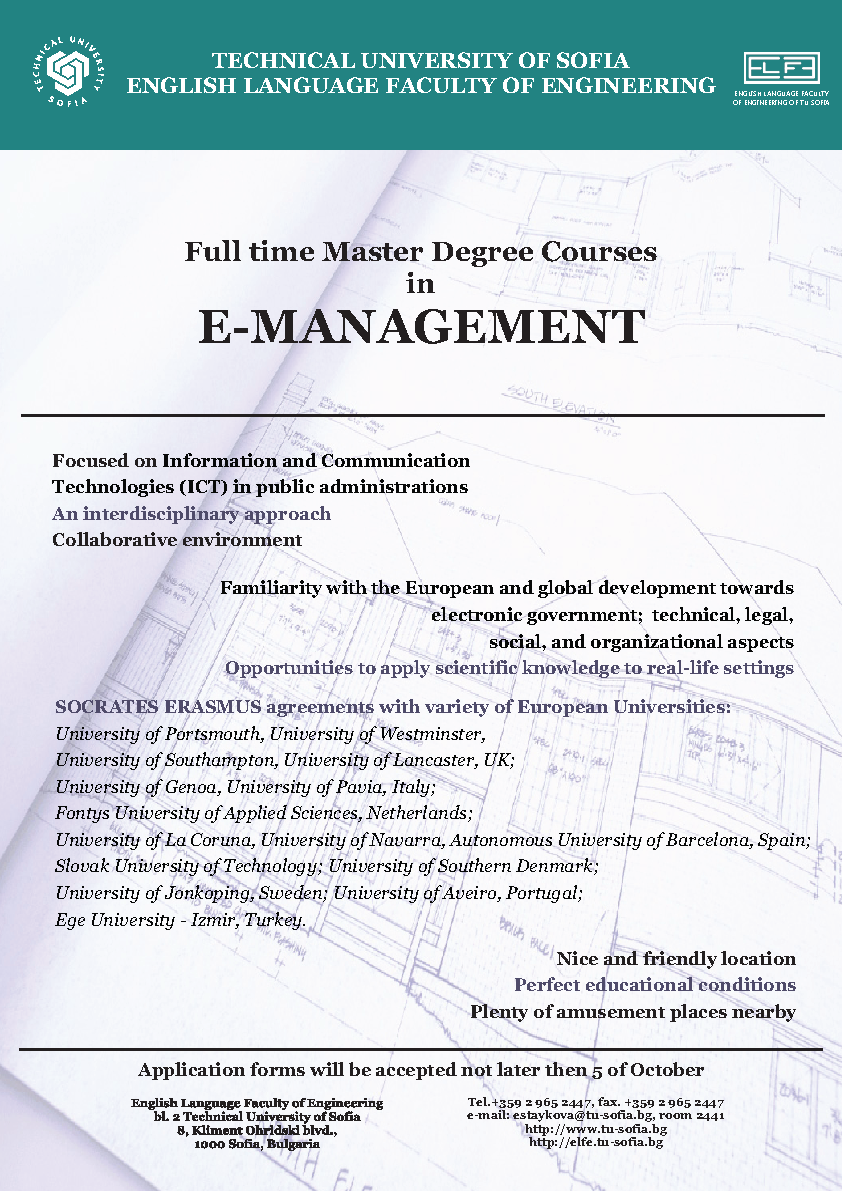 TECHNICAL UNIVERSITY
SOFIA
TECHNICAL UNIVERSITY OF SOFIA
ENGLISH LANGUAGE FACULTY OF ENGINEERING
ELFE
ENGLISH LANGUAGE FACULTY
OF ENGINEERING OF TU SOFIA
Full time Master Degree Courses
in
E-MANAGEMENT
SOUTH ELEVATION
Focused on Information and Communication
Technologies (ICT) in public administrations
An interdisciplinary approach
Collaborative environment
Familiarity with the European and global development towards
electronic government;  technical, legal,
social, and organizational aspects
Opportunities to apply scientific knowledge to real-life settings
SOCRATES ERASMUS agreements with variety of European Universities:
University of Portsmouth, University of Westminster,
University of Southampton, University of Lancaster, UK;
University of Genoa, University of Pavia, Italy;
Fontys University of Applied Sciences, Netherlands;
University of La Coruna, University of Navarra, Autonomous University of Barcelona, Spain;
Slovak University of Technology; University of Southern Denmark;
University of Jonkoping, Sweden; University of Aveiro, Portugal;
Ege University - Izmir, Turkey.
Nice and friendly location
Perfect educational conditions
Plenty of amusement places nearby
Application forms will be accepted not later then 5 of October
English Language Faculty of Engineering
bl. 2 Technical University of Sofia
8, Kliment Ohridski blvd.,
1000 Sofia, Bulgaria
Tel.+359 2 965 2447, fax. +359 2 965 2447
e-mail: estaykova@tu-sofia.bg, room 2441
http://www.tu-sofia.bg
http://elfe.tu-sofia.bg